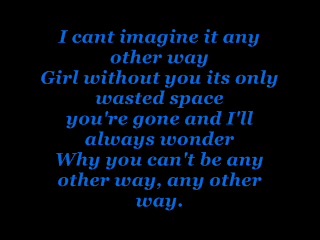 I cant imagine it any
other way
Girl without you its only
wasted space
you're gone and I'll
always wonder
Why you can't be any
other way, any other
way.